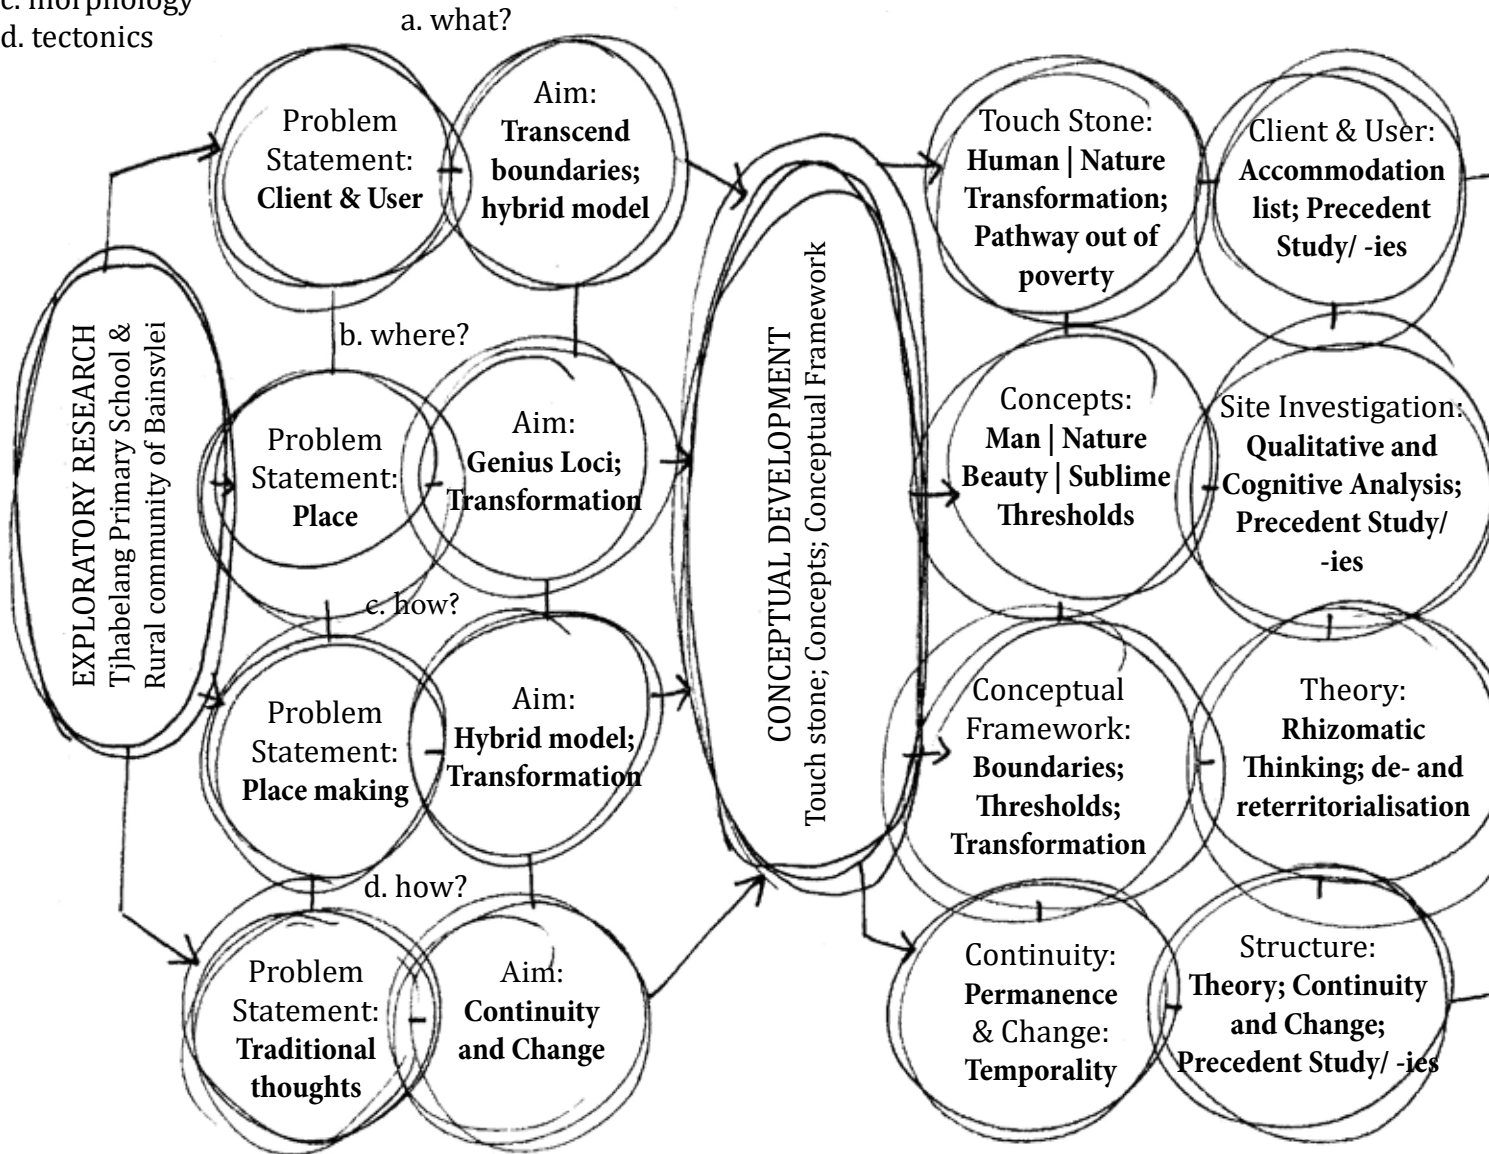 c. morphology
d. tectonics
a. what?
Problem
Statement:
Client & User
Aim:
Transcend
boundaries;
hybrid model
b. where?
EXPLORATORY RESEARCH
Tjhabelang Primary School &
Rural community of Bainsvlei
Problem
Statement:
Place
Aim:
Genius Loci;
Transformation
c. how?
Problem
Statement:
Place making
Aim:
Hybrid model;
Transformation
d. how?
Problem
Statement:
Traditional
thoughts
Aim:
Continuity
and Change
CONCEPTUAL DEVELOPMENT
Touch stone; Concepts; Conceptual Framework
Touch Stone:
Human | Nature
Transformation;
Pathway out of
poverty
Client & User:
Accommodation
list; Precedent
Study/ -ies
Concepts:
Man | Nature
Beauty | Sublime
Thresholds
Site Investigation:
Qualitative and
Cognitive Analysis;
Precedent Study/
-ies
Conceptual
Framework:
Boundaries;
Thresholds;
Transformation
Theory:
Rhizomatic
Thinking; de- and
reterritorialisation
Continuity:
Permanence
& Change:
Temporality
Structure:
Theory; Continuity
and Change;
Precedent Study/ -ies